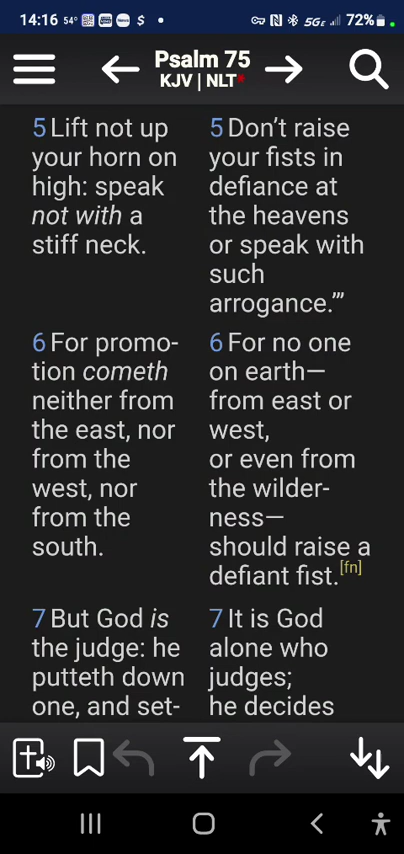 14:16 54° $ • 5GE 72%
Psalm 75
KJV | NLT*
5 Lift not up
your horn on
high: speak
not with a
stiff neck.
5 Don’t raise
your fists in
defiance at
the heavens
or speak with
such
arrogance.’”
6 For promo-
tion cometh
neither from
the east, nor
from the
west, nor
from the
south.
6 For no one
on earth—
from east or
west,
or even from
the wilder-
ness—
should raise a
defiant fist.[fn]
7 But God is
the judge: he
putteth down
one, and set-
7 It is God
alone who
judges;
he decides